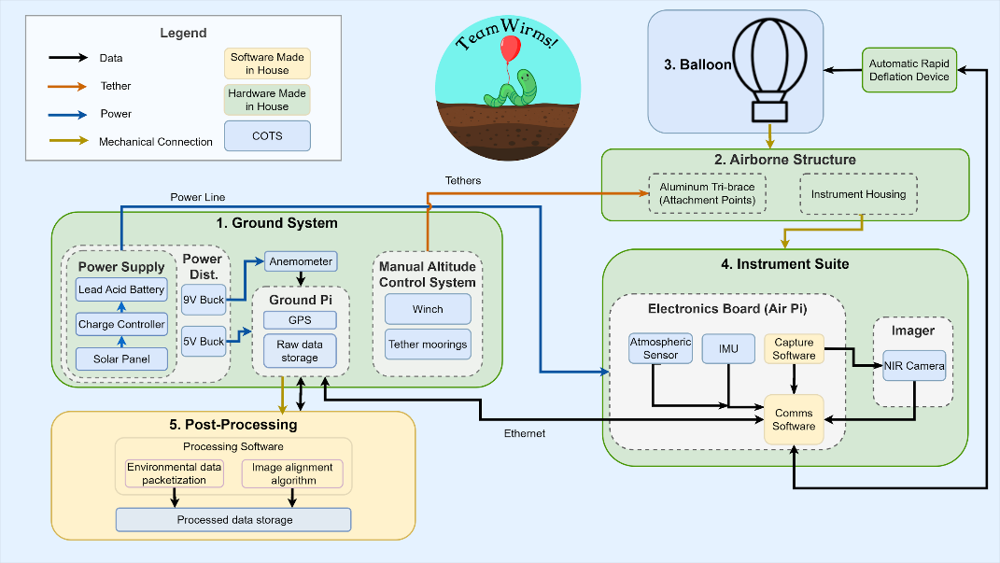 Legend
Data
Tether
Power
Mechanical Connection
Software Made
in House
Hardware Made
in House
COTS
TeamWirms!
3. Balloon
Automatic Rapid
Deflation Device
2. Airborne Structure
Aluminum Tri-brace
(Attachment Points)
Instrument Housing
Tethers
Power Line
1. Ground System
Power Supply
Lead Acid Battery
Charge Controller
Solar Panel
Power
Dist.
9V Buck
5V Buck
Anemometer
Ground Pi
GPS
Raw data
storage
Manual Altitude
Control System
Winch
Tether moorings
4. Instrument Suite
Electronics Board (Air Pi)
Atmospheric
Sensor
IMU
Capture
Software
Comms
Software
Imager
NIR Camera
Ethernet
5. Post-Processing
Processing Software
Environmental data
packetization
Image alignment
algorithm
Processed data storage